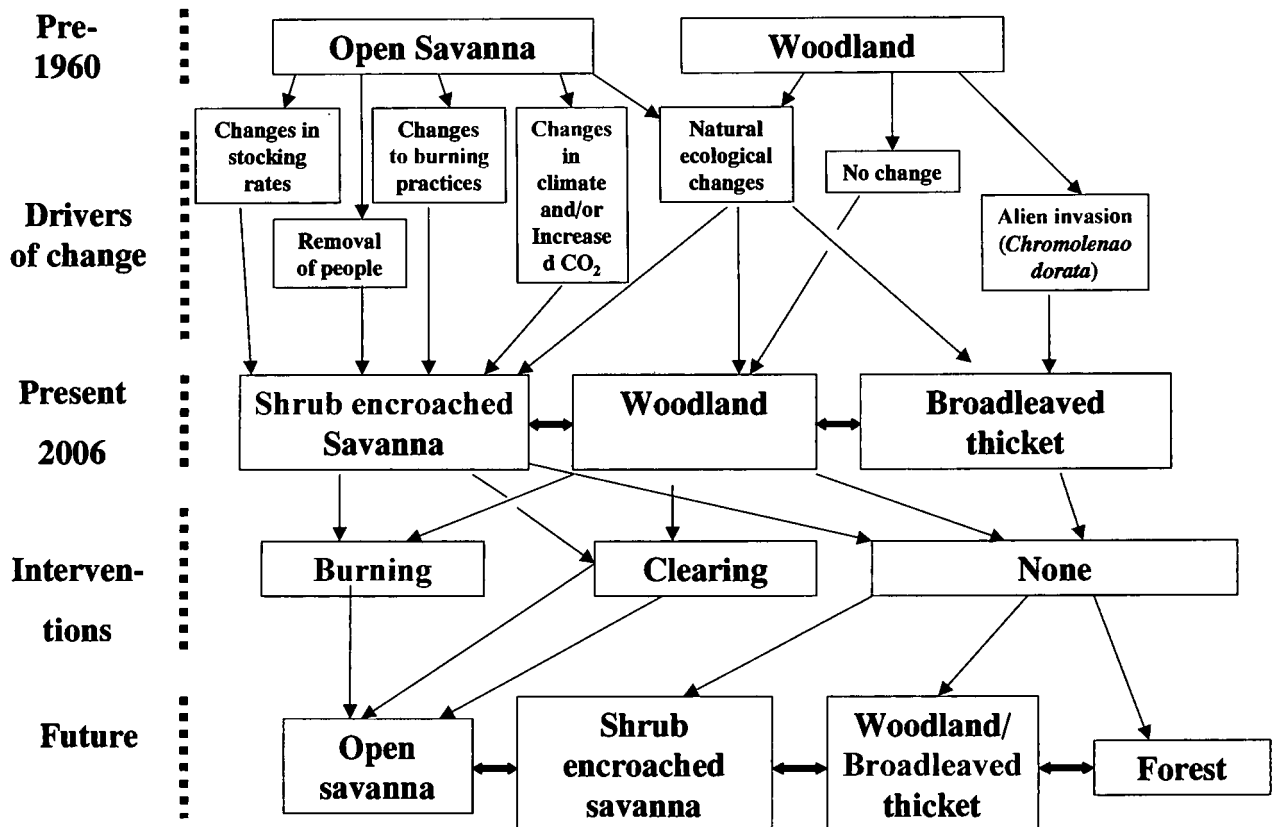 Pre-
1960
Open Savanna
Woodland
Changes in
stocking
rates
Removal
of people
Changes
to burning
practices
Changes
in
climate
and/or
Increase
d CO₂
Natural
ecological
changes
No change
Alien invasion
(Chromolenao
dorata)
Drivers
of change
Present
2006
Shrub encroached
Savanna
Woodland
Broadleaved
thicket
Interven-
tions
Burning
Clearing
None
Future
Open
savanna
Shrub
encroached
savanna
Woodland/
Broadleaved
thicket
Forest